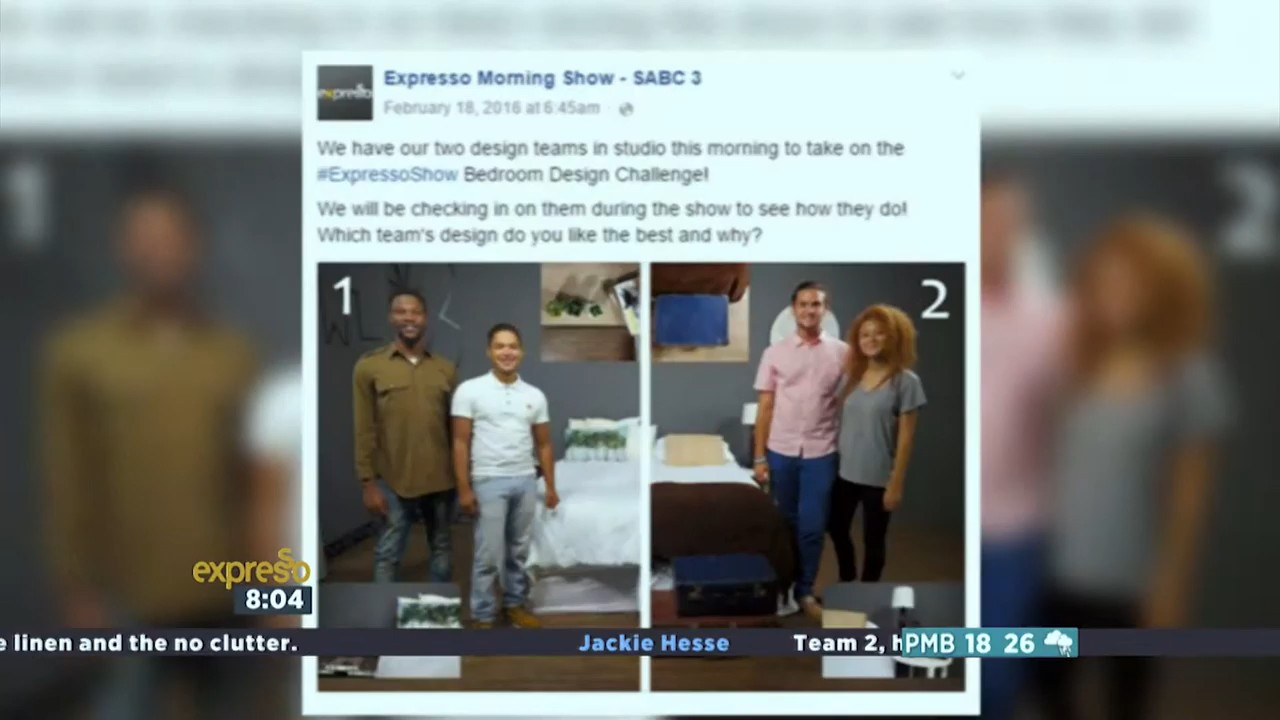 Expresso Morning Show - SABC 3
February 18, 2016 at 6:45am
We have our two design teams in studio this morning to take on the
#ExpressoShow Bedroom Design Challenge!
We will be checking in on them during the show to see how they do!
Which team's design do you like the best and why?
1
2
1
2
expresso
expresso
8:04
e linen and the no clutter.
Jackie Hesse
Team 2, h
PMB 18 26